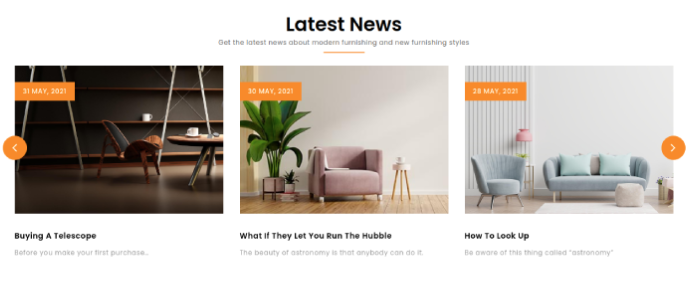 Latest News
Get the latest news about modern furnishing and new furnishing styles
31 MAY, 2021
30 MAY, 2021
28 MAY, 2021
Buying A Telescope
What If They Let You Run The Hubble
How To Look Up
Before you make your first purchase...
The beauty of astronomy is that anybody can do it.
Be aware of this thing called "astronomy"